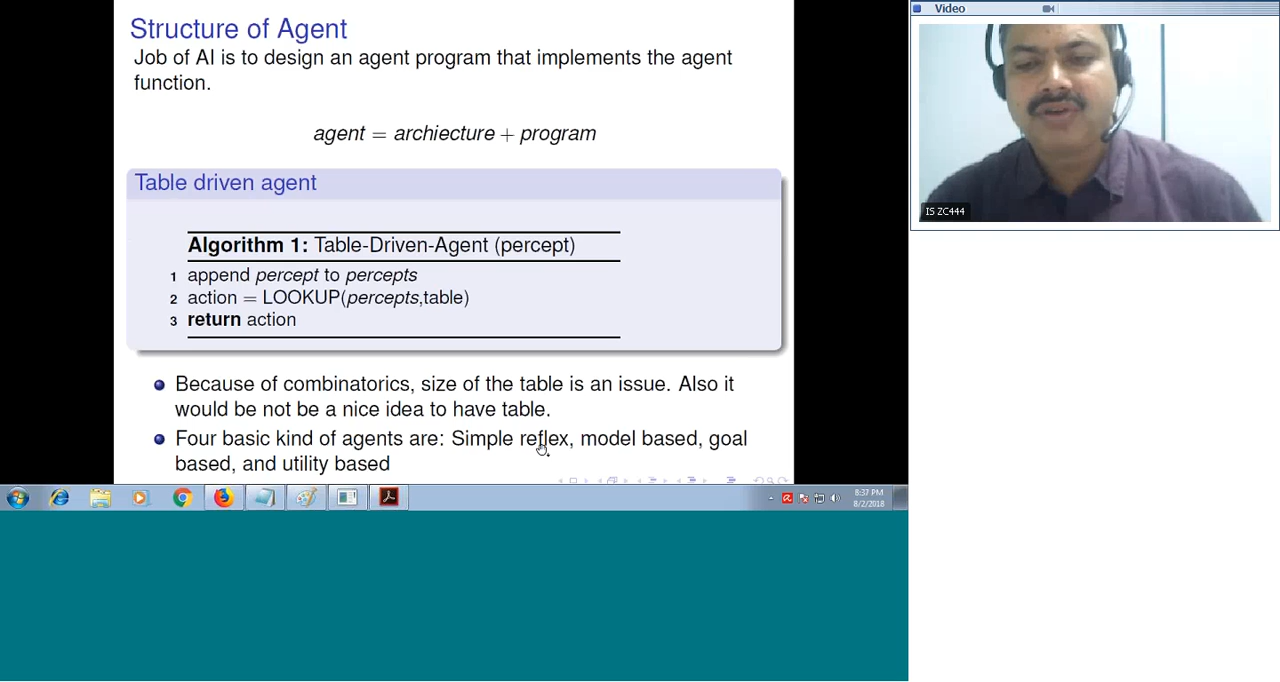 Structure of Agent
Job of AI is to design an agent program that implements the agent
function.
agent = archiecture + program
Table driven agent
Algorithm 1: Table-Driven-Agent (percept)
1 append percept to percepts
2 action = LOOKUP(percepts,table)
3 return action
Because of combinatorics, size of the table is an issue. Also it
would be not be a nice idea to have table.
Four basic kind of agents are: Simple reflex, model based, goal
based, and utility based
8:37 PM
8/2/2018
Video
IS ZC444